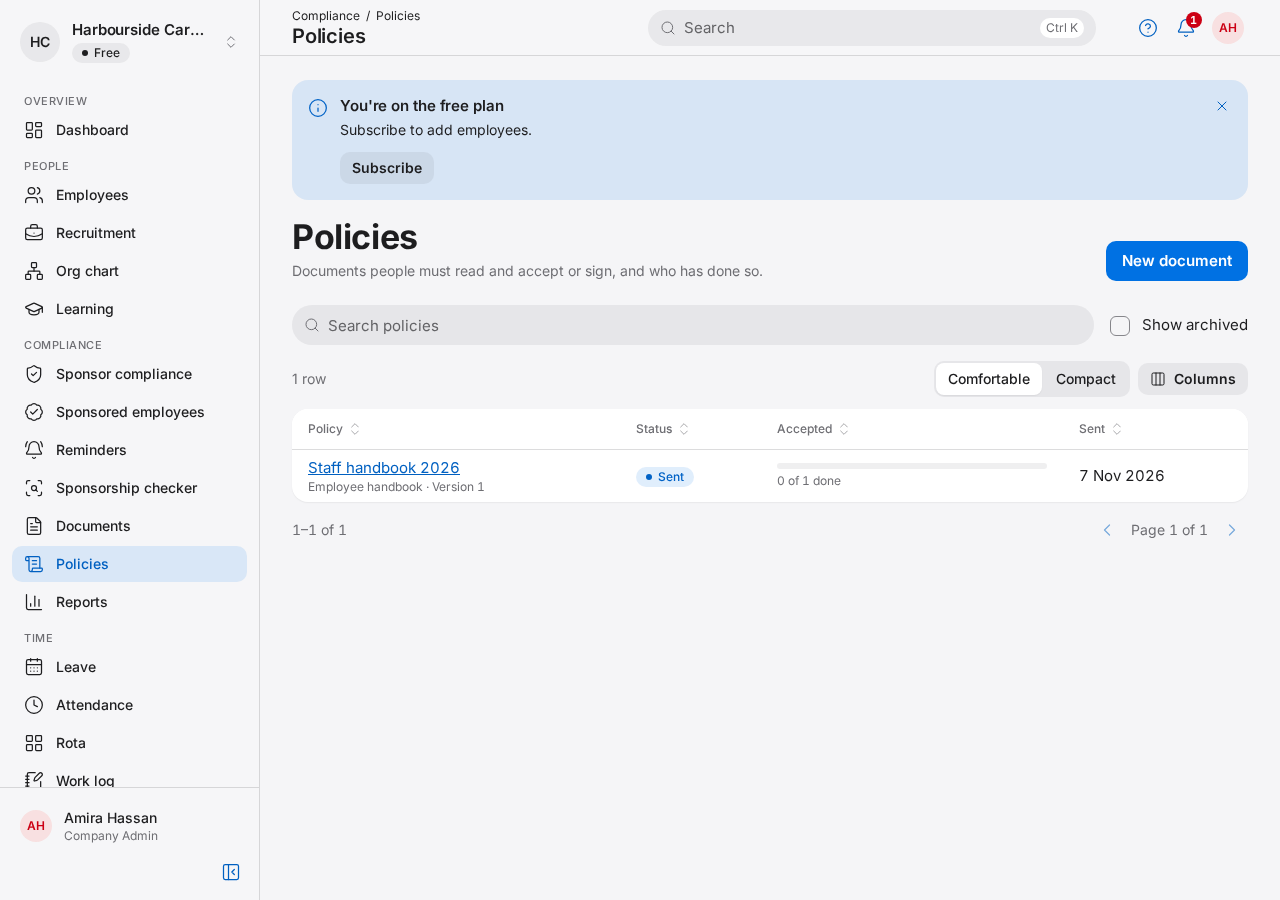 HC
Harbourside Car...
Free
OVERVIEW
Dashboard
PEOPLE
Employees
Recruitment
Org chart
Learning
COMPLIANCE
Sponsor compliance
Sponsored employees
Reminders
Sponsorship checker
Documents
Policies
Reports
TIME
Leave
Attendance
Rota
Work log
AH
Amira Hassan
Company Admin
Compliance / Policies
Policies
Search
Ctrl K
1
AH
You're on the free plan
Subscribe to add employees.
Subscribe
Policies
Documents people must read and accept or sign, and who has done so.
New document
Search policies
Show archived
1 row
Comfortable
Compact
Columns
Policy
Status
Accepted
Sent
Staff handbook 2026
Employee handbook · Version 1
Sent
0 of 1 done
7 Nov 2026
1–1 of 1
Page 1 of 1